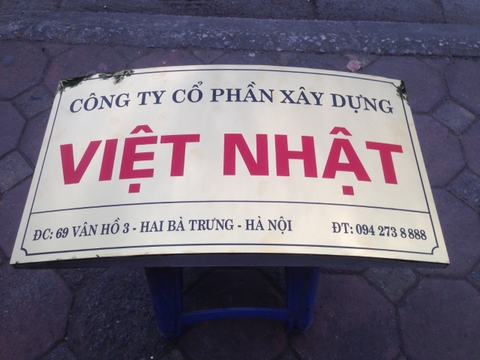 CÔNG TY CỔ PHẦN XÂY DỰNG
VIỆT NHẬT
ĐC: 69 VÂN HỒ 3 - HAI BÀ TRƯNG - HÀ NỘI ĐT: 094 273 8 888